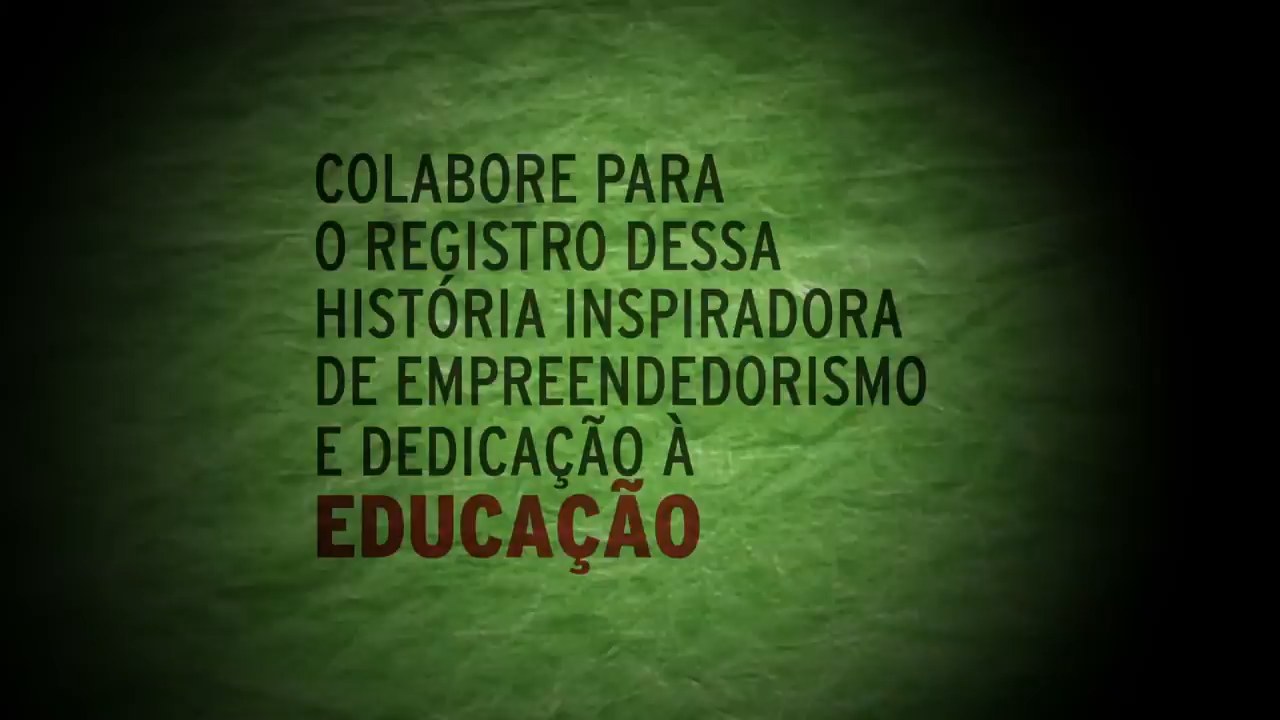 COLABORE PARA
O REGISTRO DESSA
HISTÓRIA INSPIRADORA
DE EMPREENDEDORISMO
E DEDICAÇÃO À
EDUCAÇÃO